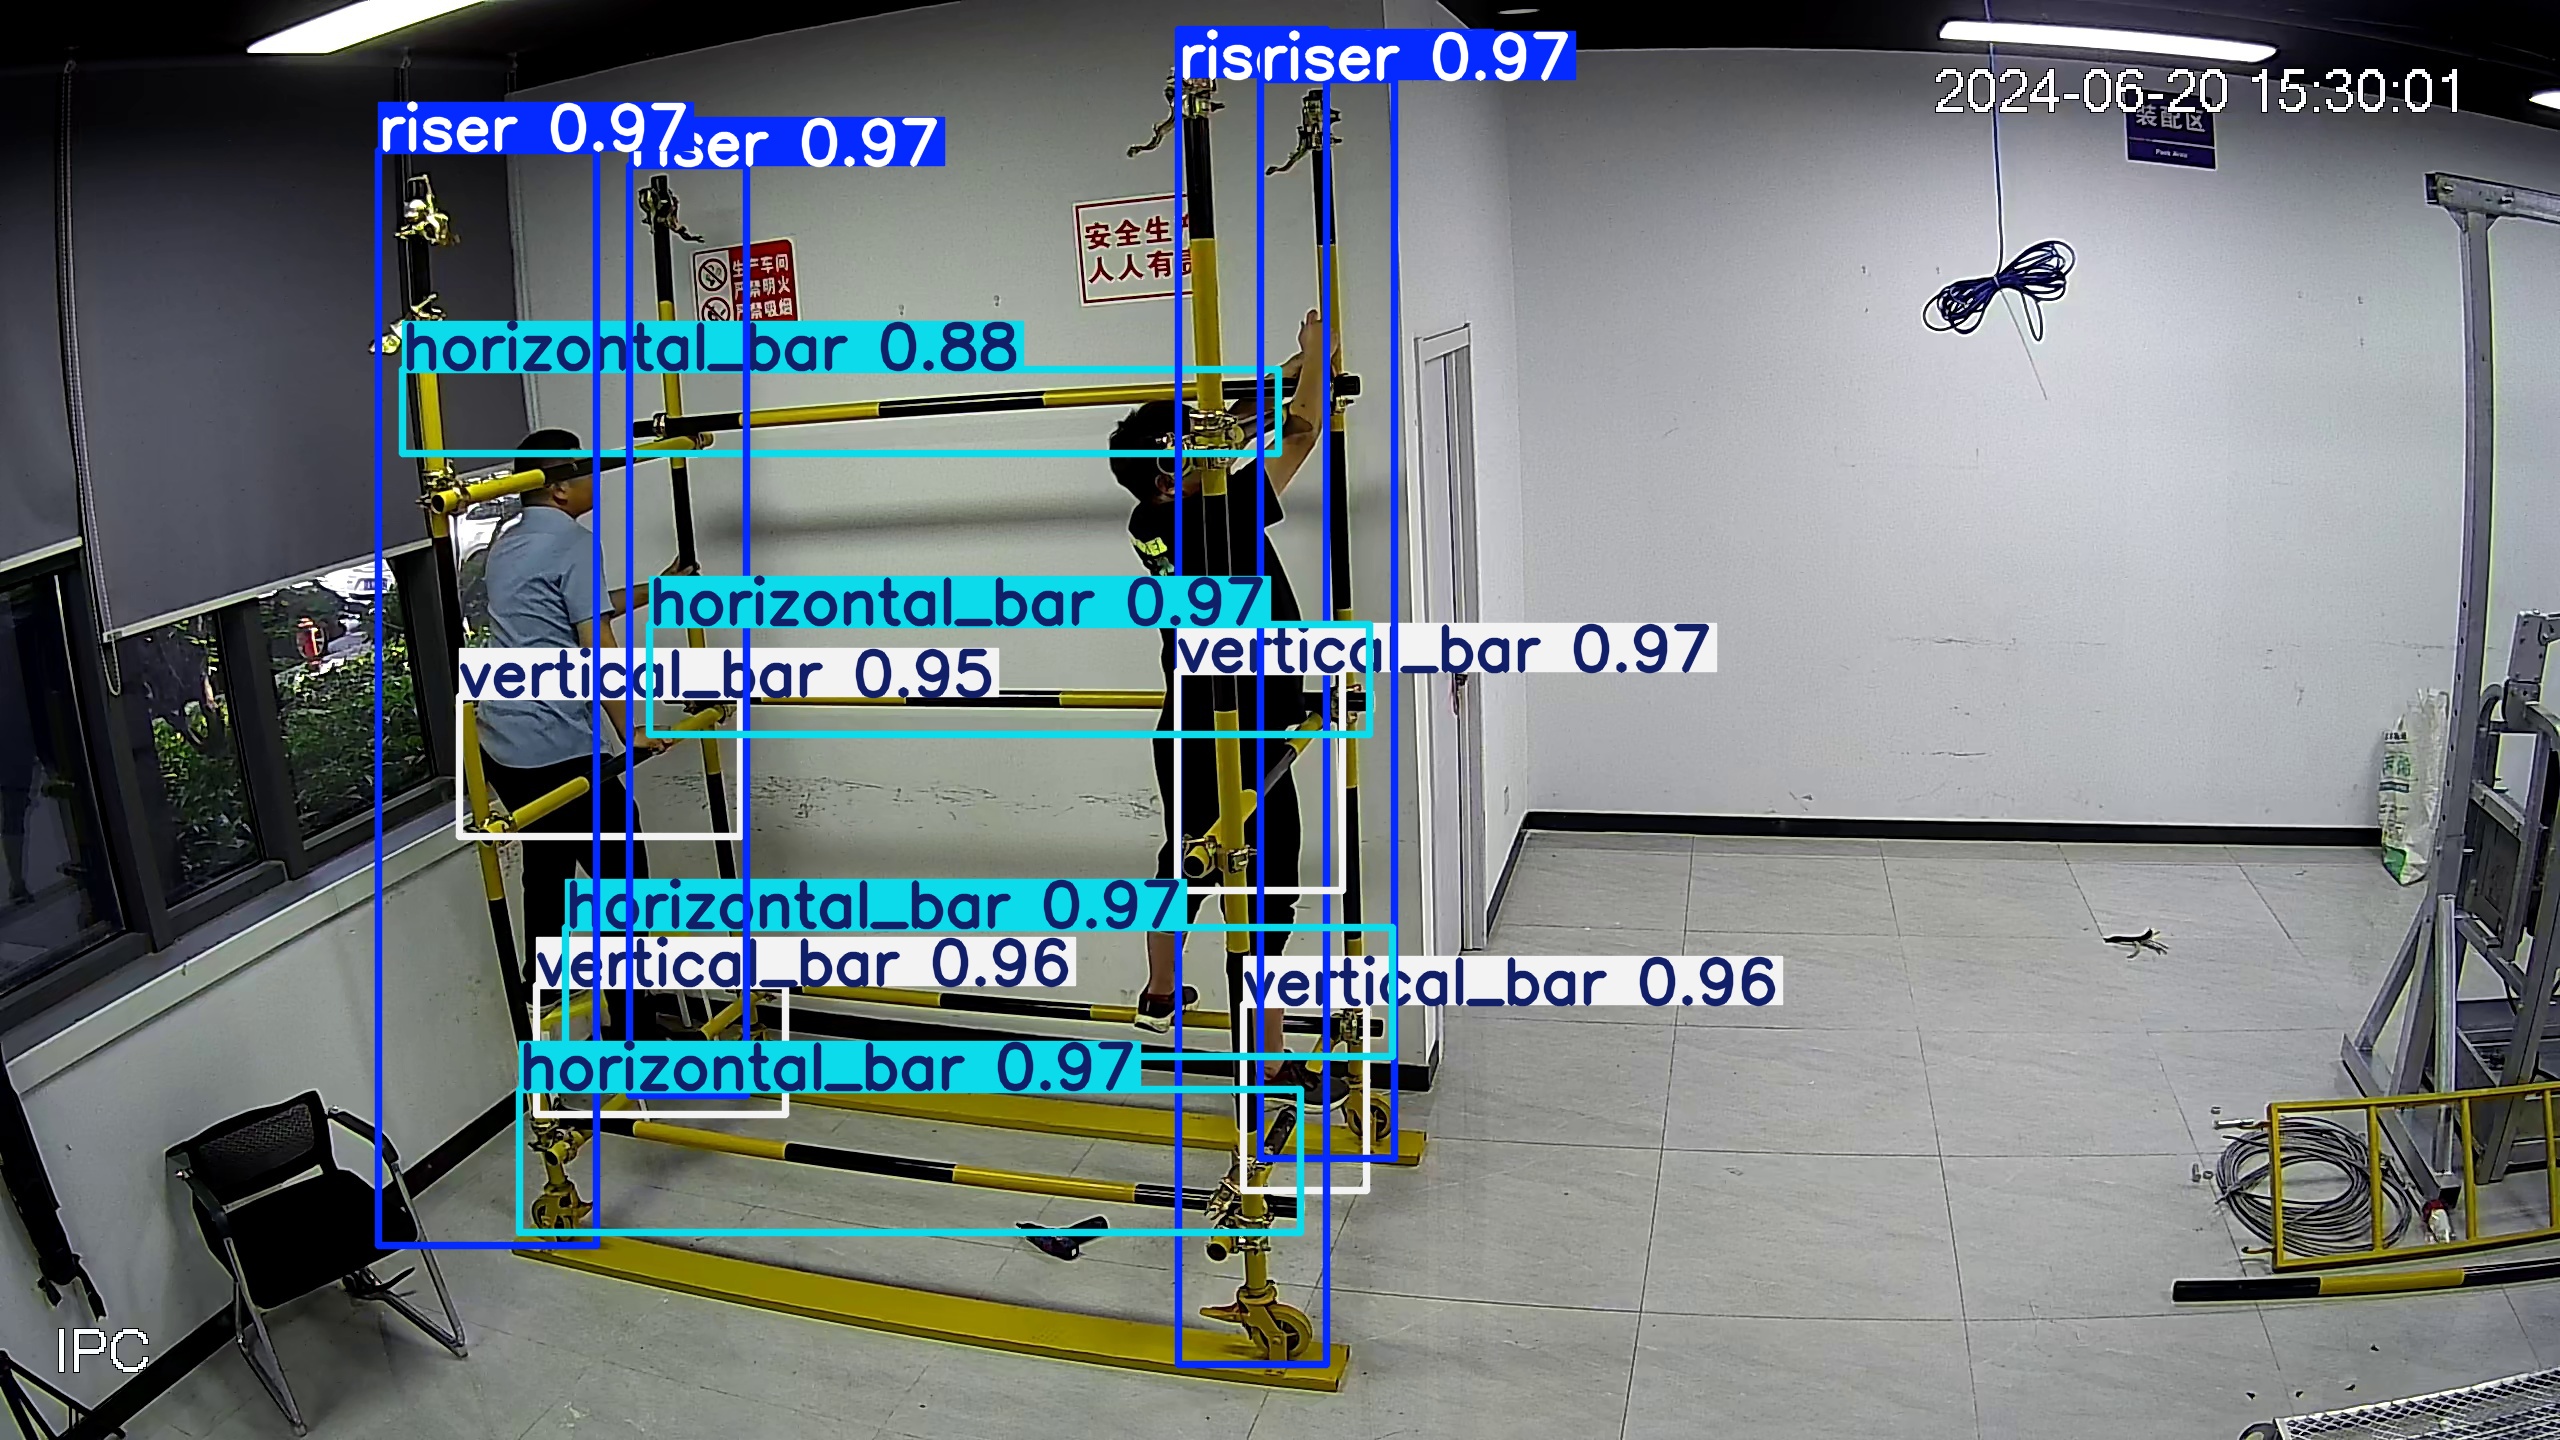 riser 0.97
riser 0.97
ris
riser 0.97
2024-06-20 15:30:01
装配区
安全生产
人人有责
生产车间
严禁明火
严禁吸烟
horizontal_bar 0.88
horizontal_bar 0.97
vertical_bar 0.97
vertical_bar 0.95
horizontal_bar 0.97
vertical_bar 0.96
vertical_bar 0.96
horizontal_bar 0.97
IPC